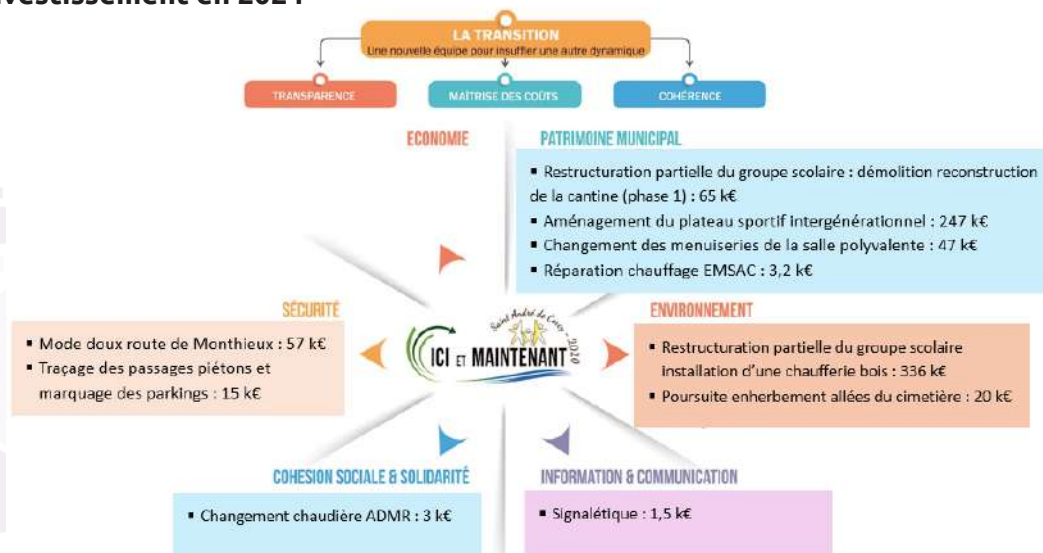 LA TRANSITION
Une nouvelle équipe pour insuffler une autre dynamique
TRANSPARENCE
MAÎTRISE DES COÛTS
COHÉRENCE
ECONOMIE
PATRIMOINE MUNICIPAL
▪ Restructuration partielle du groupe scolaire : démolition reconstruction
de la cantine (phase 1) : 65 k€
▪ Aménagement du plateau sportif intergénérationnel : 247 k€
▪ Changement des menuiseries de la salle polyvalente : 47 k€
▪ Réparation chauffage EMSAC : 3,2 k€
SÉCURITÉ
▪ Mode doux route de Monthieux : 57 k€
▪ Traçage des passages piétons et
marquage des parkings : 15 k€
Saint André de Corcy - 2020
ICI ET MAINTENANT
ENVIRONNEMENT
▪ Restructuration partielle du groupe scolaire
installation d'une chaufferie bois : 336 k€
▪ Poursuite enherbement allées du cimetière : 20 k€
COHESION SOCIALE & SOLIDARITÉ
▪ Changement chaudière ADMR : 3 k€
INFORMATION & COMMUNICATION
▪ Signalétique : 1,5 k€